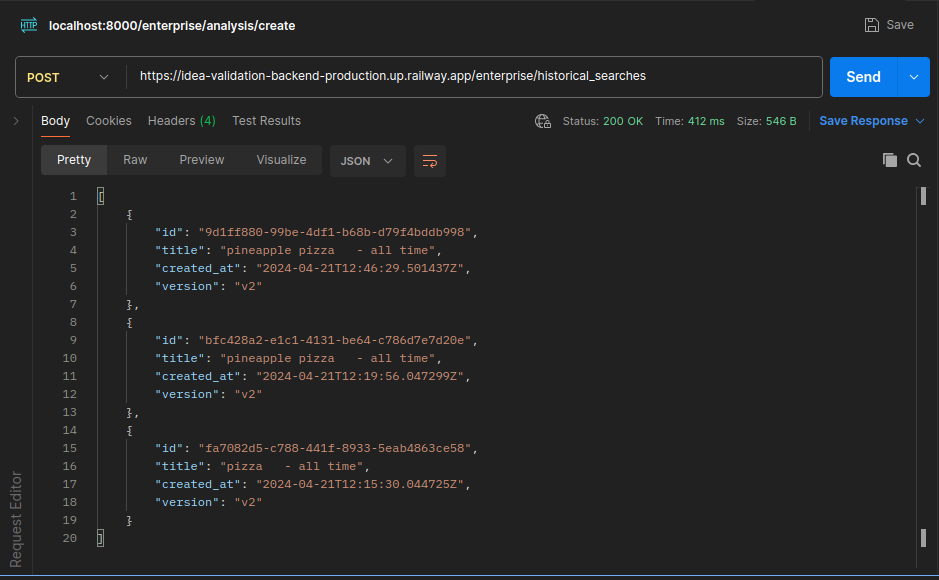 HTTP localhost:8000/enterprise/analysis/create Save
POST https://idea-validation-backend-production.up.railway.app/enterprise/historical_searches Send
Body Cookies Headers (4) Test Results Status: 200 OK Time: 412 ms Size: 546 B Save Response
Pretty Raw Preview Visualize JSON
1 [
2 {
3 "id": "9d1ff880-99be-4df1-b68b-d79f4bddb998",
4 "title": "pineapple pizza   - all time",
5 "created_at": "2024-04-21T12:46:29.501437Z",
6 "version": "v2"
7 },
8 {
9 "id": "bfc428a2-e1c1-4131-be64-c786d7e7d20e",
10 "title": "pineapple pizza   - all time",
11 "created_at": "2024-04-21T12:19:56.047299Z",
12 "version": "v2"
13 },
14 {
15 "id": "fa7082d5-c788-441f-8933-5eab4863ce58",
16 "title": "pizza   - all time",
17 "created_at": "2024-04-21T12:15:30.044725Z",
18 "version": "v2"
19 }
20 ]
Request Editor